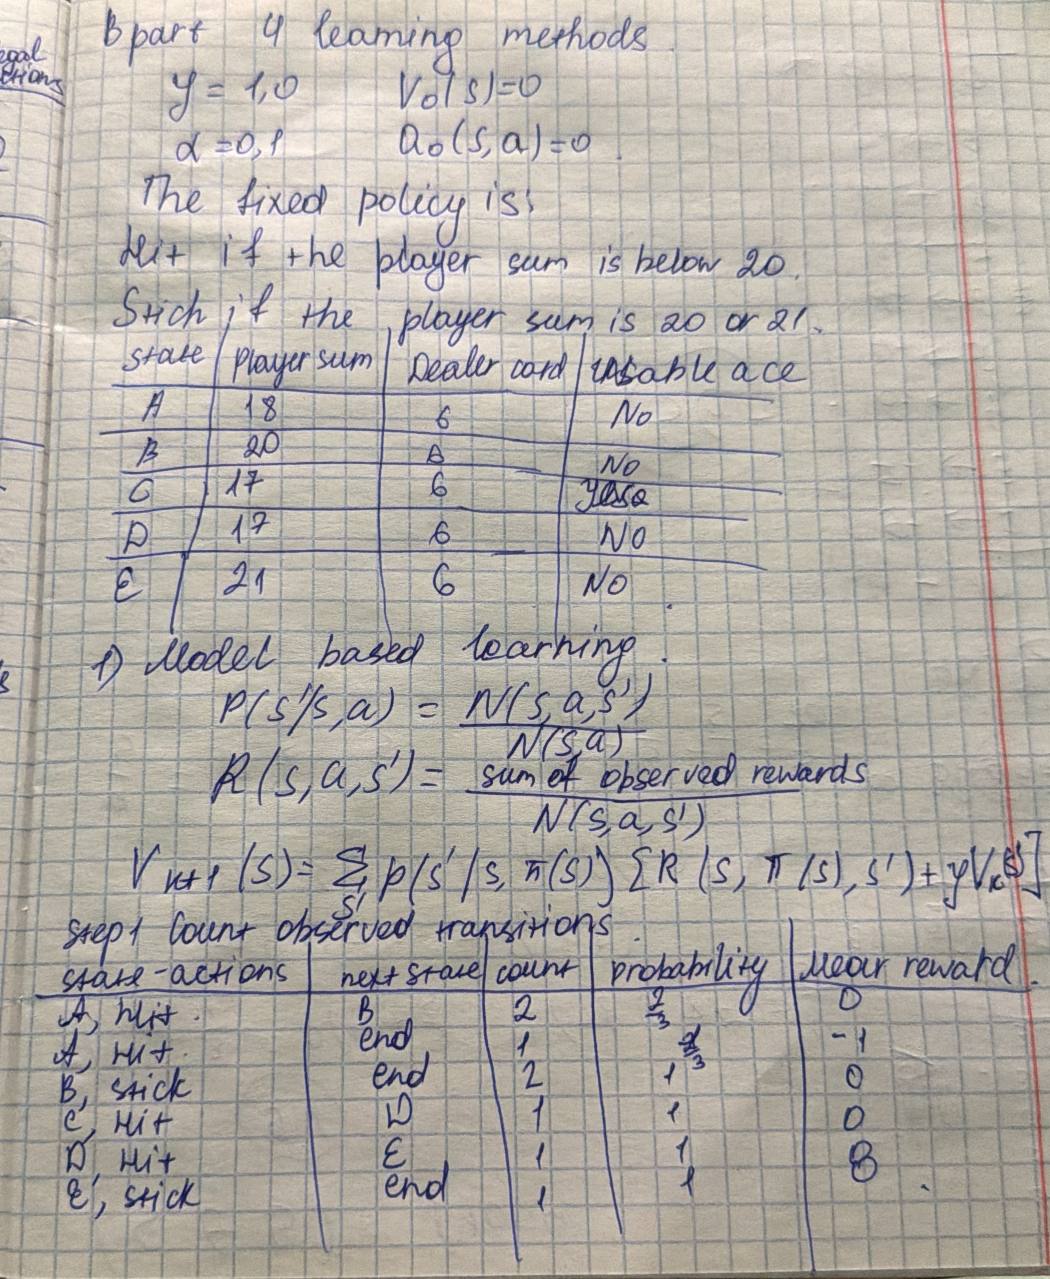 B part 4 learning methods.
egal
ctions
y = 1,0 V0(s)=0
α = 0,1 Q0(s,a)=0.
The fixed policy is:
Hit if the player sum is below 20.
Stich if the player sum is 20 or 21.
state player sum Dealer card usable ace
A 18 6 No
B 20 6 No
C 17 6 Yes
D 17 6 NO
E 21 6 NO.
1) Model based learning.
P(s'/s,a) = N(s,a,s') / N(s,a)
R(s,a,s') = sum of observed rewards / N(s,a,s')
Vk+1(s) = Σs' p(s'/s, π(s)) [R(s, π(s), s') + yVk(s')]
step 1 Count observed transitions.
state-actions next state count probability Mear reward
A, hit. B 2 2/3 0
A, Hit. end 1 1/3 -1
B, stick end 2 1 0
C, Hit D 1 1 0
D, Hit E 1 1 0
E, stick end 1 1